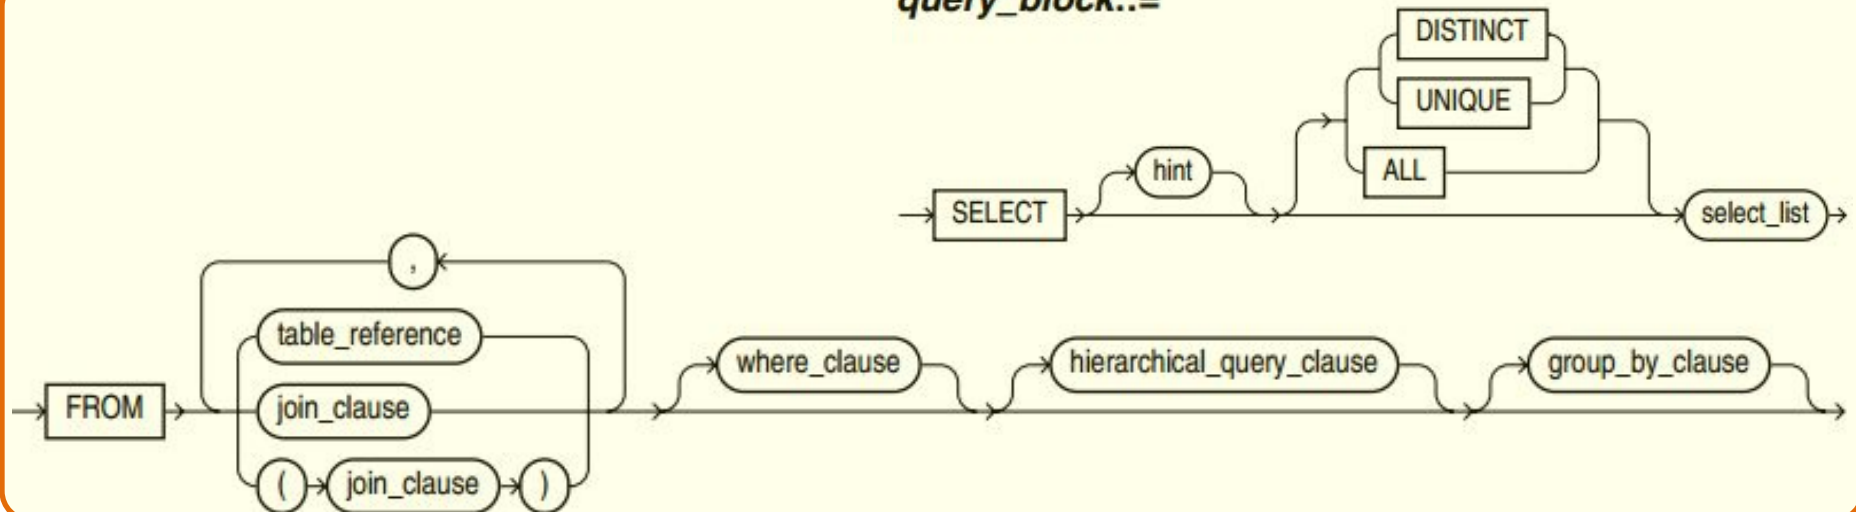 query_block::=
DISTINCT
UNIQUE
ALL
SELECT hint select_list
,
table_reference
FROM join_clause where_clause hierarchical_query_clause group_by_clause
( join_clause )